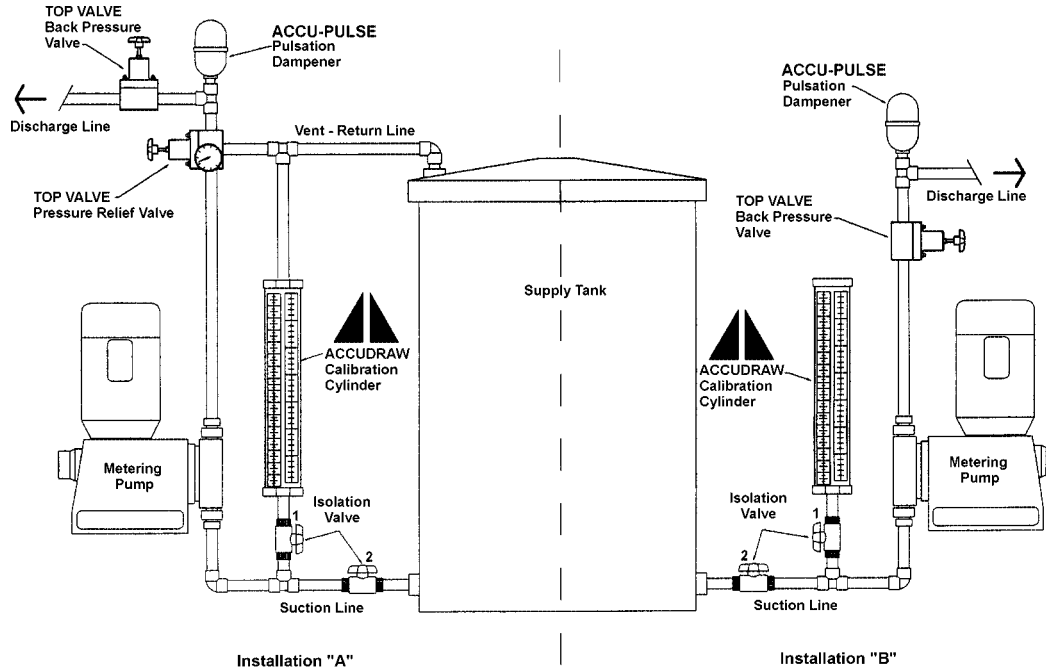 TOP VALVE
Back Pressure
Valve
ACCU-PULSE
Pulsation
Dampener
Discharge Line
Vent - Return Line
TOP VALVE
Pressure Relief Valve
ACCUDRAW
Calibration
Cylinder
Metering
Pump
Isolation
Valve
1
2
Suction Line
Installation "A"
Supply Tank
ACCU-PULSE
Pulsation
Dampener
Discharge Line
TOP VALVE
Back Pressure
Valve
ACCUDRAW
Calibration
Cylinder
Metering
Pump
Isolation
Valve
1
2
Suction Line
Installation "B"